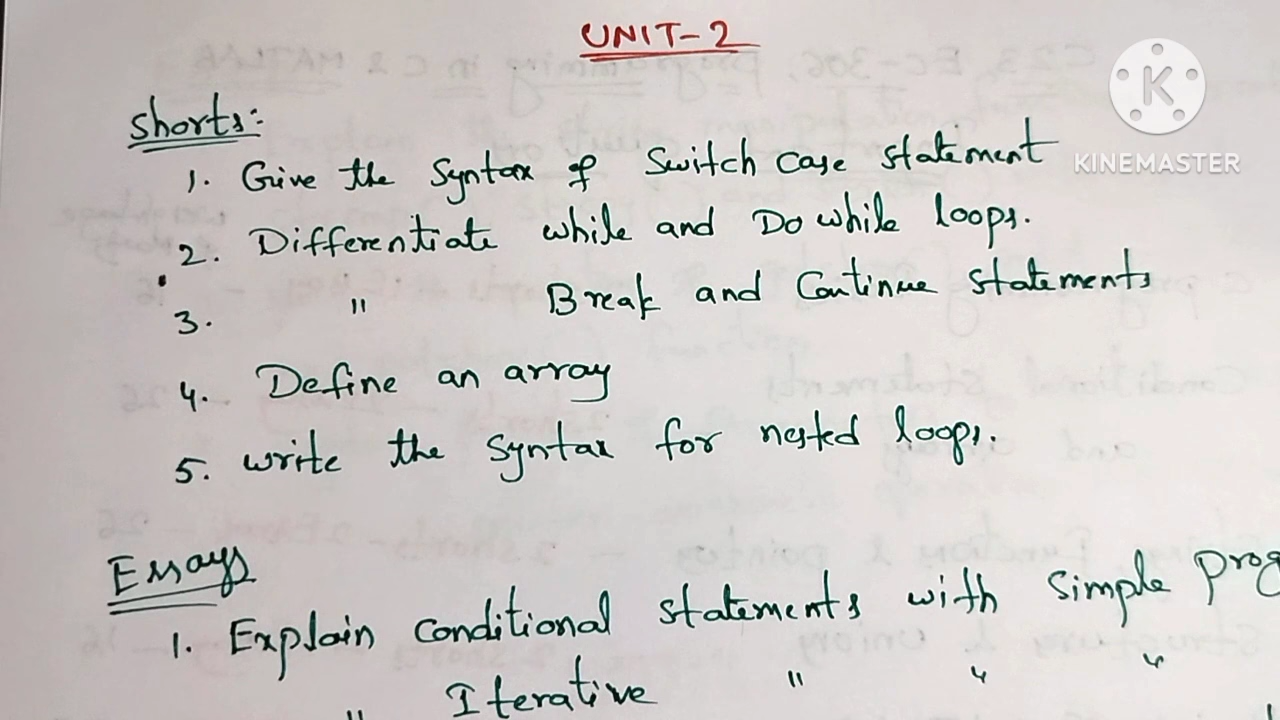 UNIT-2
Shorts:-
1. Give the Syntax of Switch case statement
2. Differentiate while and Do while loops.
3. " Break and Continue statements
4. Define an array
5. write the syntax for nested loops.
Essays
1. Explain conditional statements with simple prog
" Iterative " " "
K
KINEMASTER